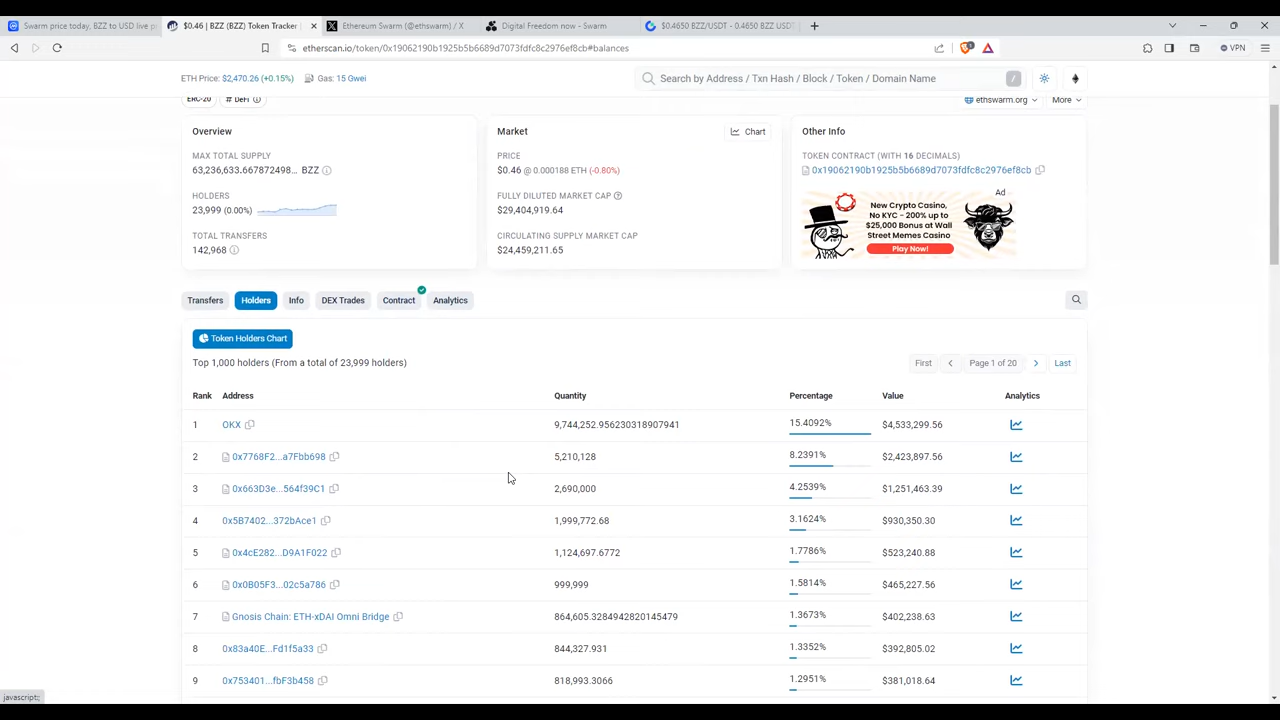 Swarm price today, BZZ to USD live p
$0.46 | BZZ (BZZ) Token Tracker
Ethereum Swarm (@ethswarm) / X
Digital Freedom now - Swarm
$0.4650 BZZ/USDT - 0.4650 BZZ USDT
etherscan.io/token/0x19062190b1925b5b6689d7073fdfc8c2976ef8cb#balances
VPN
ETH Price: $2,470.26 (+0.15%) Gas: 15 Gwei
Search by Address / Txn Hash / Block / Token / Domain Name
/
ERC-20
# DeFi
ethswarm.org
More
Overview
MAX TOTAL SUPPLY
63,236,633.667872498... BZZ
HOLDERS
23,999 (0.00%)
TOTAL TRANSFERS
142,968
Market
Chart
PRICE
$0.46 @ 0.000188 ETH (-0.80%)
FULLY DILUTED MARKET CAP
$29,404,919.64
CIRCULATING SUPPLY MARKET CAP
$24,459,211.65
Other Info
TOKEN CONTRACT (WITH 16 DECIMALS)
0x19062190b1925b5b6689d7073fdfc8c2976ef8cb
Ad
New Crypto Casino,
No KYC - 200% up to
$25,000 Bonus at Wall
Street Memes Casino
Play Now!
Transfers
Holders
Info
DEX Trades
Contract
Analytics
Token Holders Chart
Top 1,000 holders (From a total of 23,999 holders)
First
Page 1 of 20
Last
Rank Address Quantity Percentage Value Analytics
1 OKX 9,744,252.956230318907941 15.4092% $4,533,299.56
2 0x7768F2...a7Fbb698 5,210,128 8.2391% $2,423,897.56
3 0x663D3e...564f39C1 2,690,000 4.2539% $1,251,463.39
4 0x5B7402...372bAce1 1,999,772.68 3.1624% $930,350.30
5 0x4cE282...D9A1F022 1,124,697.6772 1.7786% $523,240.88
6 0x0B05F3...02c5a786 999,999 1.5814% $465,227.56
7 Gnosis Chain: ETH-xDAI Omni Bridge 864,605.3284942820145479 1.3673% $402,238.63
8 0x83a40E...Fd1f5a33 844,327.931 1.3352% $392,805.02
9 0x753401...fbF3b458 818,993.3066 1.2951% $381,018.64
javascript:;